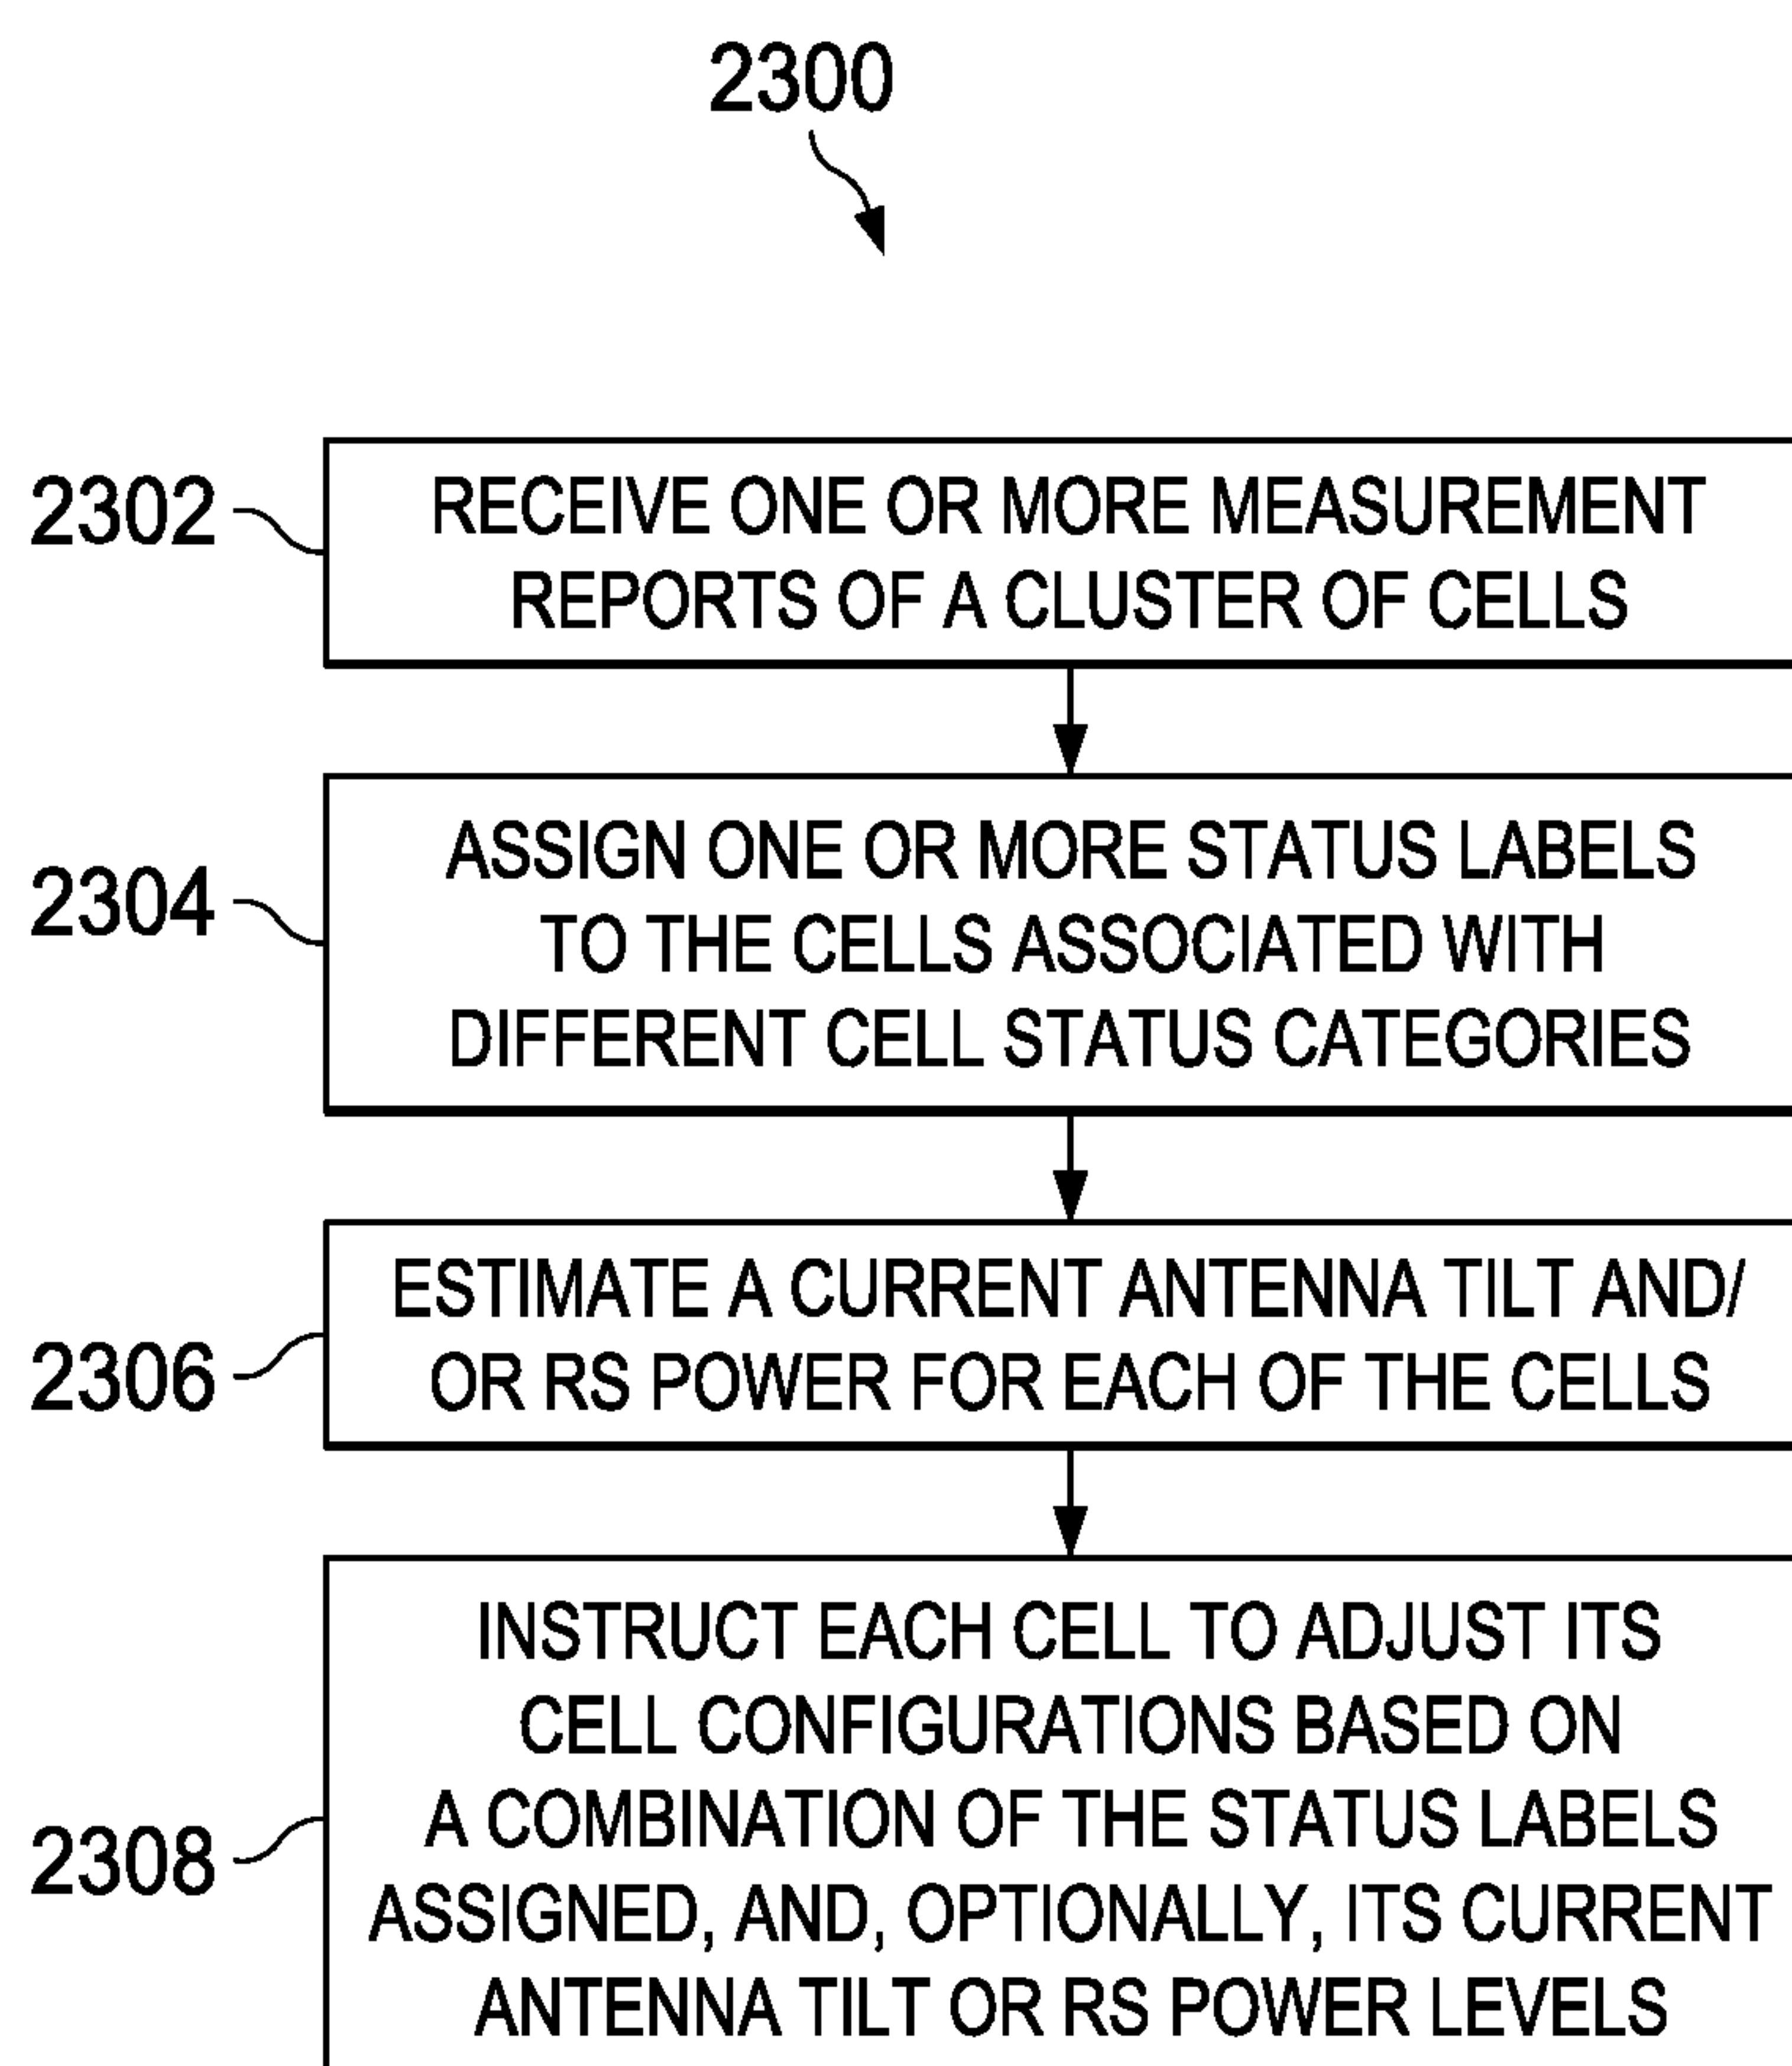 2300
2302
RECEIVE ONE OR MORE MEASUREMENT
REPORTS OF A CLUSTER OF CELLS
2304
ASSIGN ONE OR MORE STATUS LABELS
TO THE CELLS ASSOCIATED WITH
DIFFERENT CELL STATUS CATEGORIES
2306
ESTIMATE A CURRENT ANTENNA TILT AND/
OR RS POWER FOR EACH OF THE CELLS
2308
INSTRUCT EACH CELL TO ADJUST ITS
CELL CONFIGURATIONS BASED ON
A COMBINATION OF THE STATUS LABELS
ASSIGNED, AND, OPTIONALLY, ITS CURRENT
ANTENNA TILT OR RS POWER LEVELS